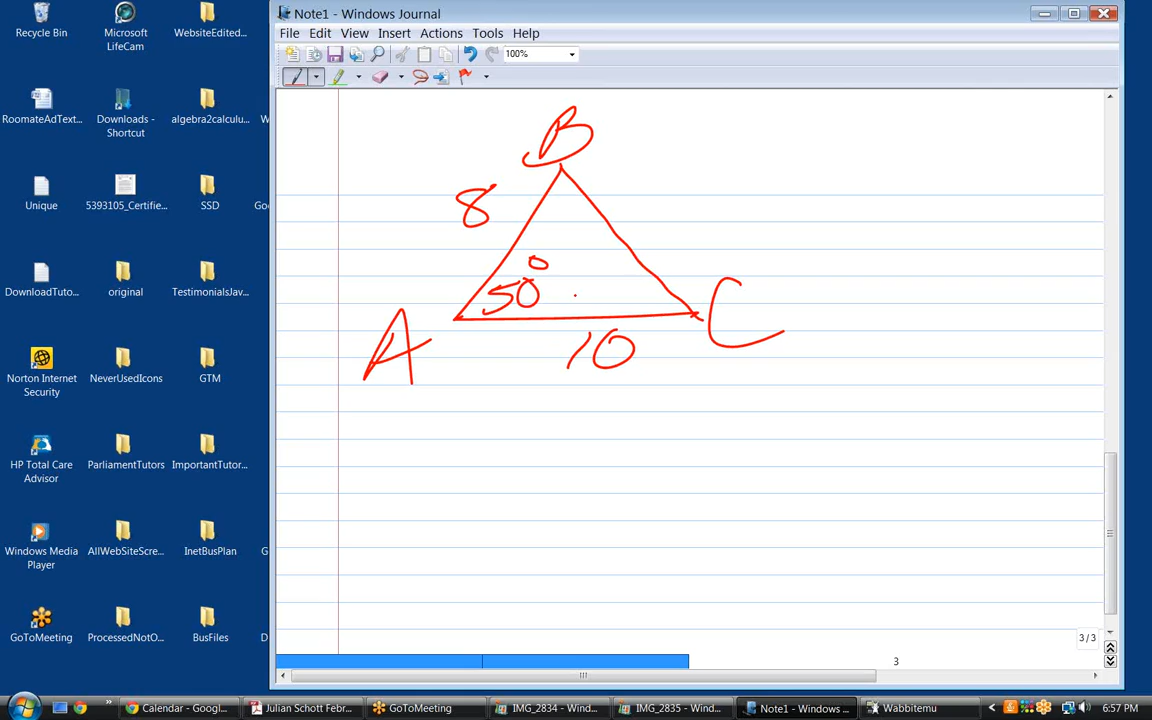 Recycle Bin
Microsoft LifeCam
WebsiteEdited...
RoomateAdText...
Downloads - Shortcut
algebra2calculu...
W
Unique
5393105_Certifie...
SSD
Go
DownloadTuto...
original
TestimonialsJav...
Norton Internet Security
NeverUsedIcons
GTM
HP Total Care Advisor
ParliamentTutors
ImportantTutor...
Windows Media Player
AllWebSiteScre...
InetBusPlan
G
GoToMeeting
ProcessedNotO...
BusFiles
D
Note1 - Windows Journal
File Edit View Insert Actions Tools Help
100%
B
8
50°
A
10
C
3 / 3
3
Calendar - Googl...
Julian Schott Febr...
GoToMeeting
IMG_2834 - Wind...
IMG_2835 - Wind...
Note1 - Windows ...
Wabbitemu
6:57 PM